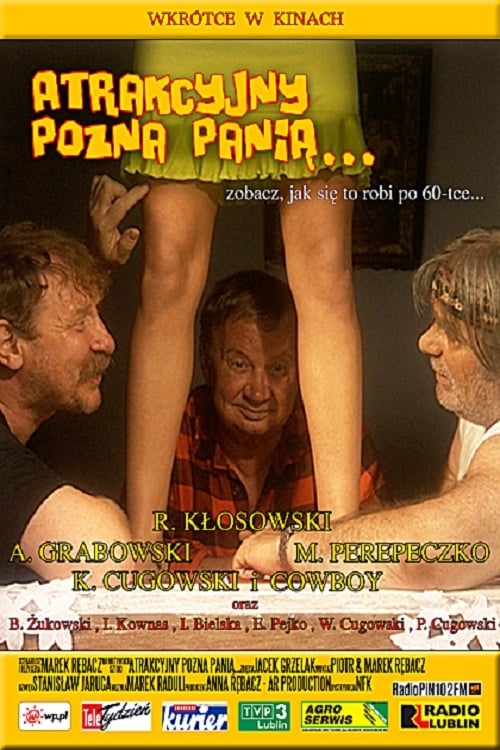 WKRÓTCE W KINACH
ATRAKCYJNY
POZNA PANIĄ...
zobacz, jak się to robi po 60-tce...
R. KŁOSOWSKI
A. GRABOWSKI M. PEREPECZKO
K. CUGOWSKI i COWBOY
oraz
B. Żukowski , I. Kownas , I. Bielska , E. Pejko , W. Cugowski , P. Cugowski
MAREK RĘBACZ ATRAKCYJNY POZNA PANIĄ... JACEK GRZELAK PIOTR & MAREK RĘBACZ
STANISŁAW JARUGA MAREK RADULI ANNA RĘBACZ - AR PRODUCTION NFK
RadioPiN102FM
wp.pl Tele Tydzień kurier TVP3 Lublin AGRO SERWIS RADIO LUBLIN